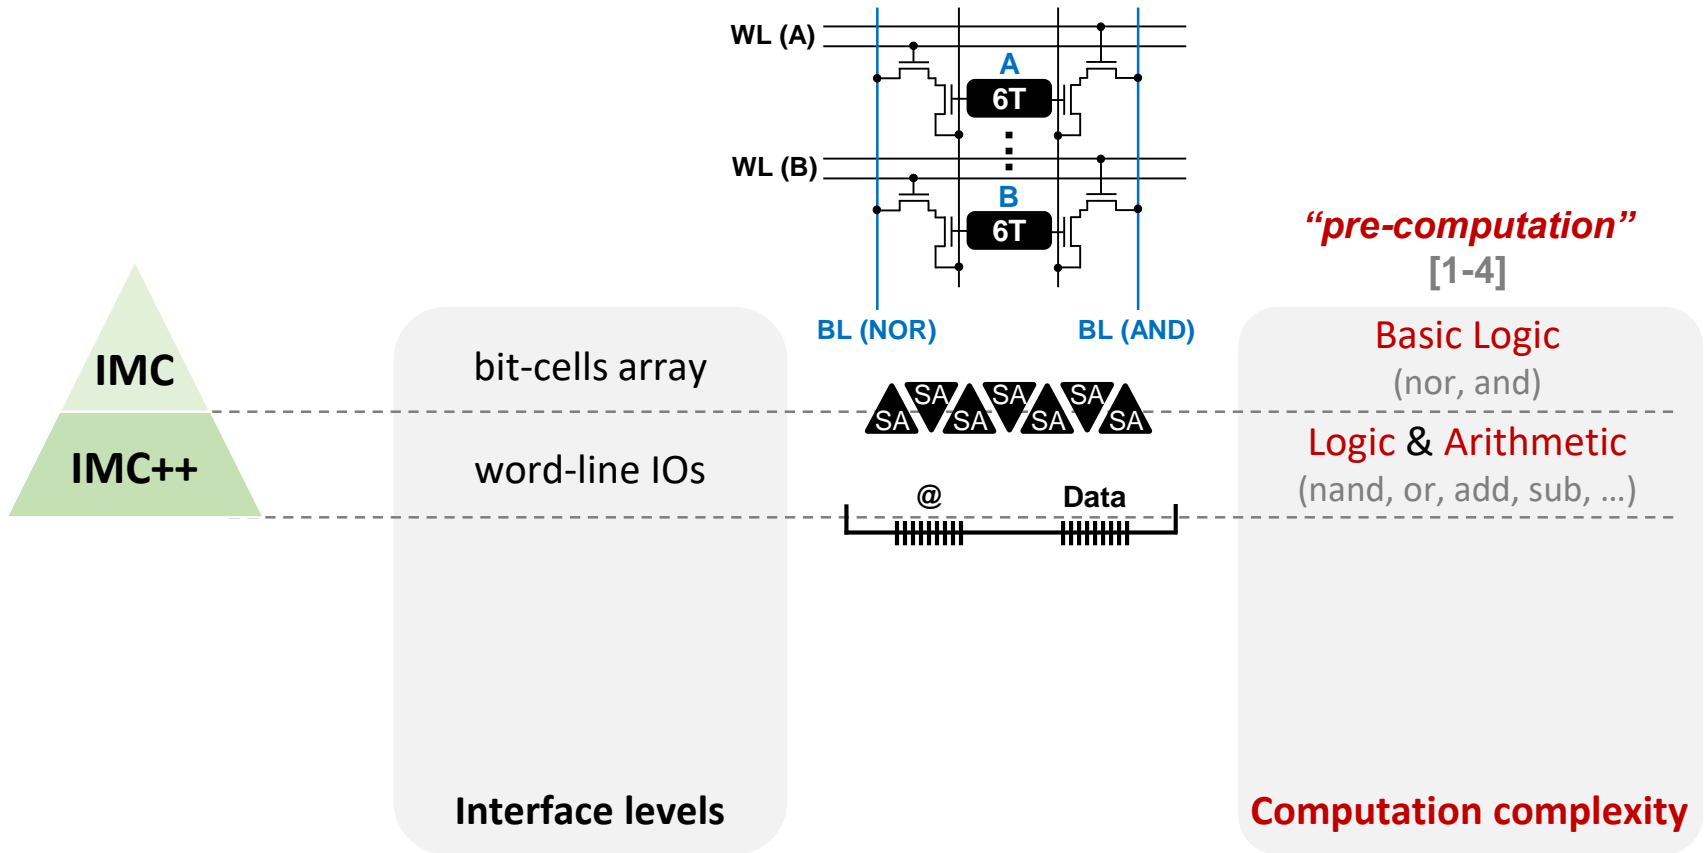 WL (A)
A
6T
WL (B)
B
6T
BL (NOR)
BL (AND)
“pre-computation”
[1-4]
IMC
bit-cells array
SA SA SA SA SA SA SA
Basic Logic
(nor, and)
IMC++
word-line IOs
@ Data
Logic & Arithmetic
(nand, or, add, sub, ...)
Interface levels
Computation complexity